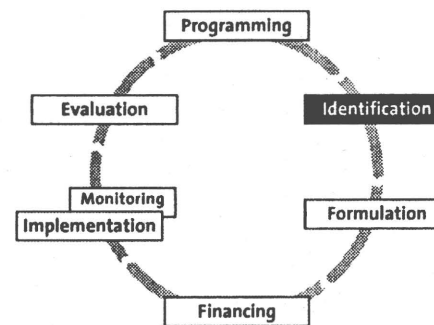 Programming
Evaluation
Identification
Monitoring
Implementation
Formulation
Financing